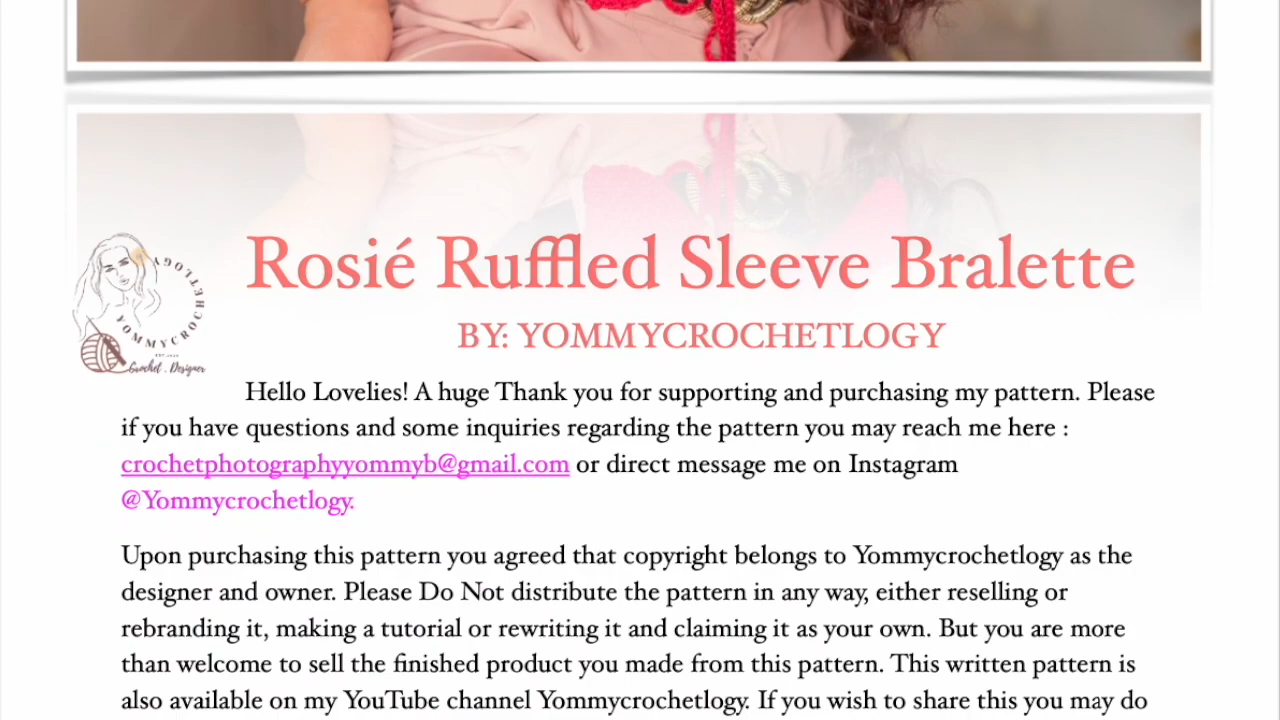 Rosié Ruffled Sleeve Bralette
BY: YOMMYCROCHETLOGY
YOMMYCROCHETLOGY
Crochet . Designer
Hello Lovelies! A huge Thank you for supporting and purchasing my pattern. Please
if you have questions and some inquiries regarding the pattern you may reach me here :
crochetphotographyyommyb@gmail.com or direct message me on Instagram
@Yommycrochetlogy.
Upon purchasing this pattern you agreed that copyright belongs to Yommycrochetlogy as the
designer and owner. Please Do Not distribute the pattern in any way, either reselling or
rebranding it, making a tutorial or rewriting it and claiming it as your own. But you are more
than welcome to sell the finished product you made from this pattern. This written pattern is
also available on my YouTube channel Yommycrochetlogy. If you wish to share this you may do